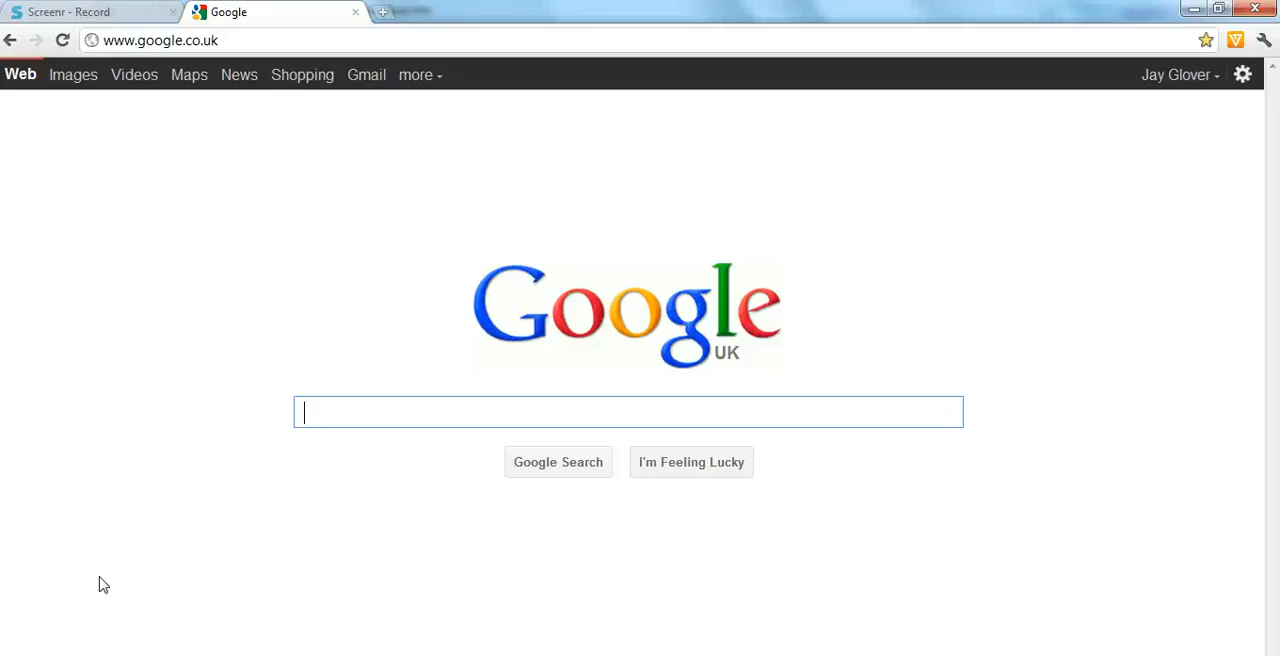 Screenr - Record
Google
www.google.co.uk
Web Images Videos Maps News Shopping Gmail more
Jay Glover
Google
UK
Google Search
I'm Feeling Lucky